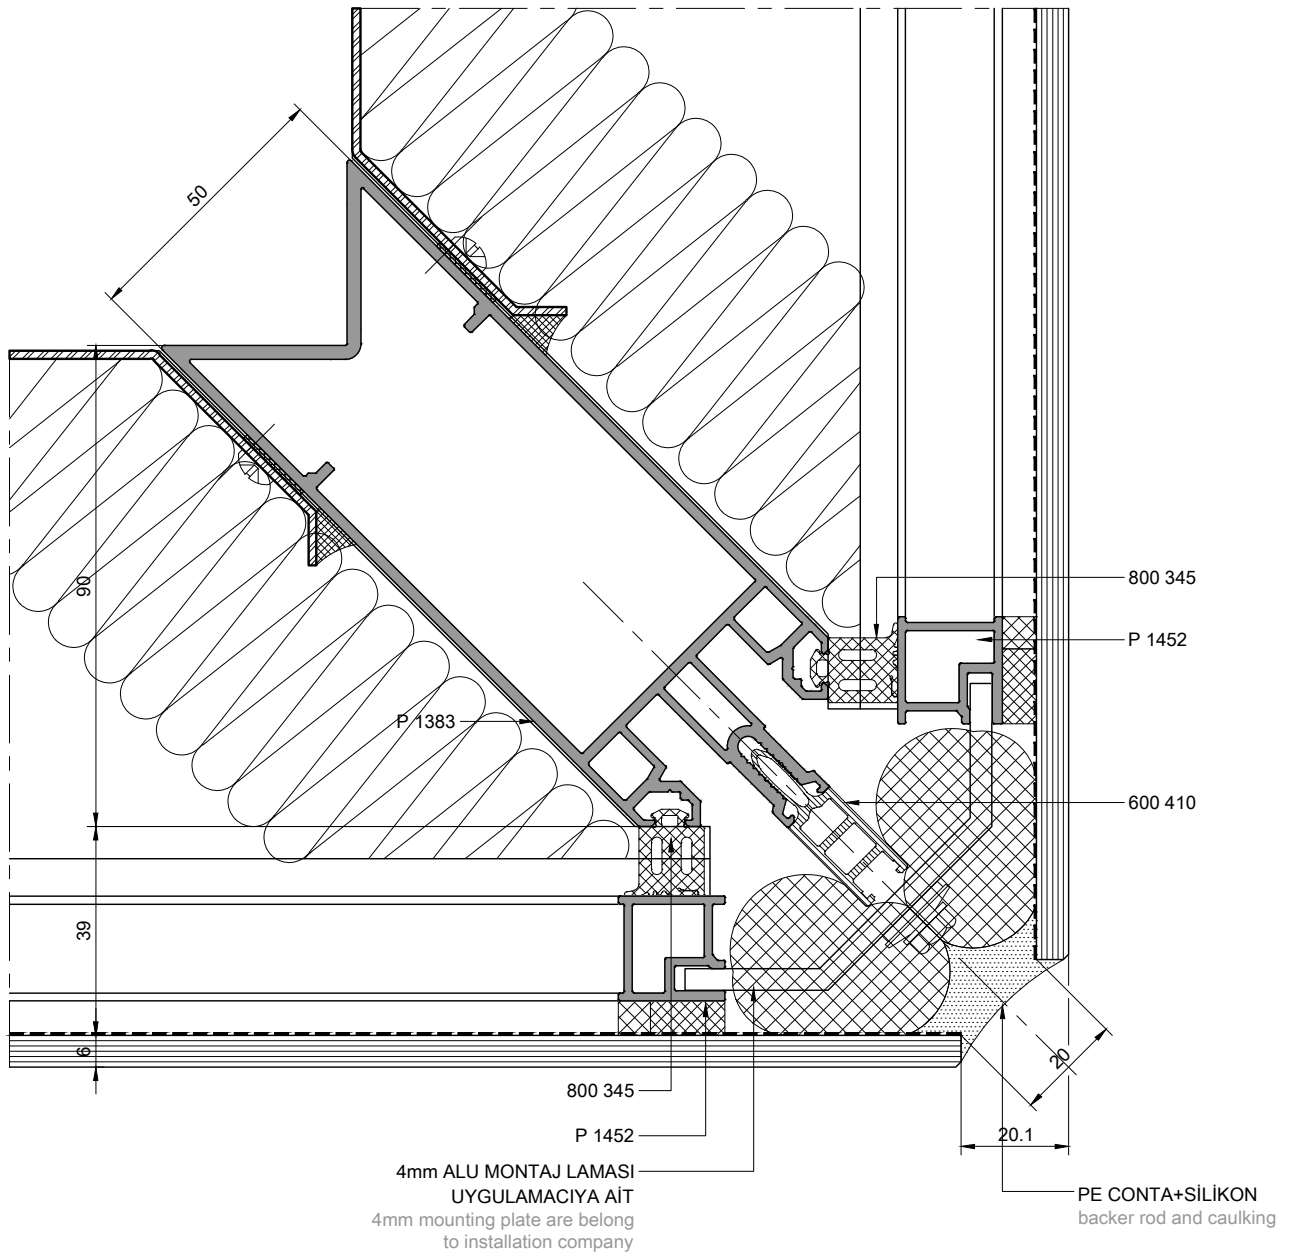 50
90
800 345
P 1452
P 1383
600 410
39
6
20
800 345
20.1
P 1452
4mm ALU MONTAJ LAMASI
UYGULAMACIYA AİT
4mm mounting plate are belong
to installation company
PE CONTA+SİLİKON
backer rod and caulking